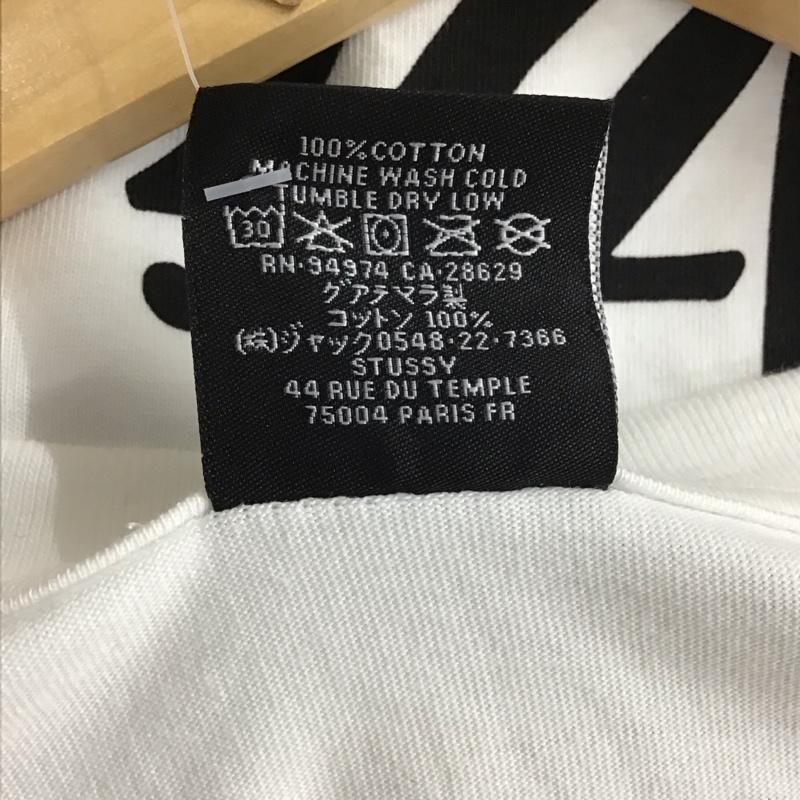 100% COTTON
MACHINE WASH COLD
TUMBLE DRY LOW
30
RN·94974 CA·28629
グアテマラ製
コットン 100%
(株)ジャック0548·22·7366
STUSSY
44 RUE DU TEMPLE
75004 PARIS FR